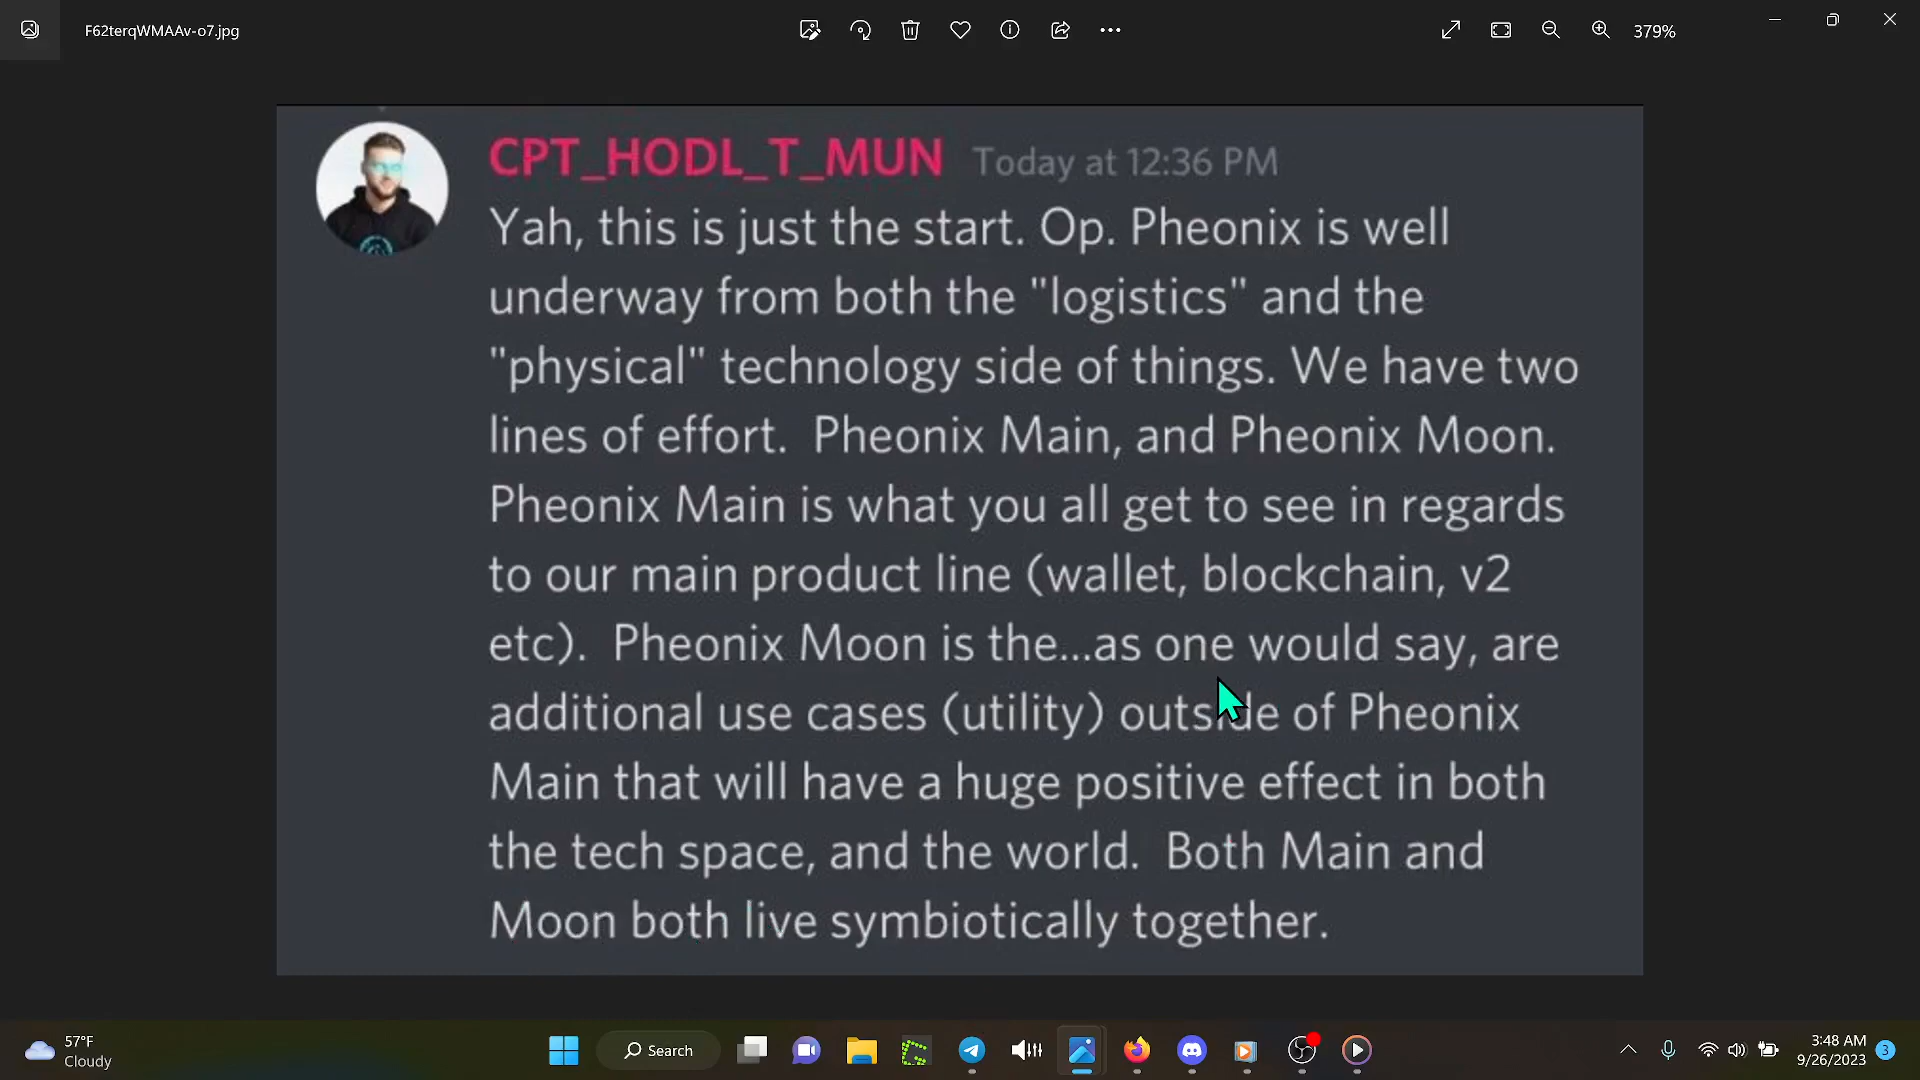 F62terqWMAAv-o7.jpg
379%
CPT_HODL_T_MUN Today at 12:36 PM
Yah, this is just the start. Op. Pheonix is well
underway from both the "logistics" and the
"physical" technology side of things. We have two
lines of effort.  Pheonix Main, and Pheonix Moon.
Pheonix Main is what you all get to see in regards
to our main product line (wallet, blockchain, v2
etc).  Pheonix Moon is the...as one would say, are
additional use cases (utility) outside of Pheonix
Main that will have a huge positive effect in both
the tech space, and the world.  Both Main and
Moon both live symbiotically together.
57°F
Cloudy
Search
3:48 AM
9/26/2023
3